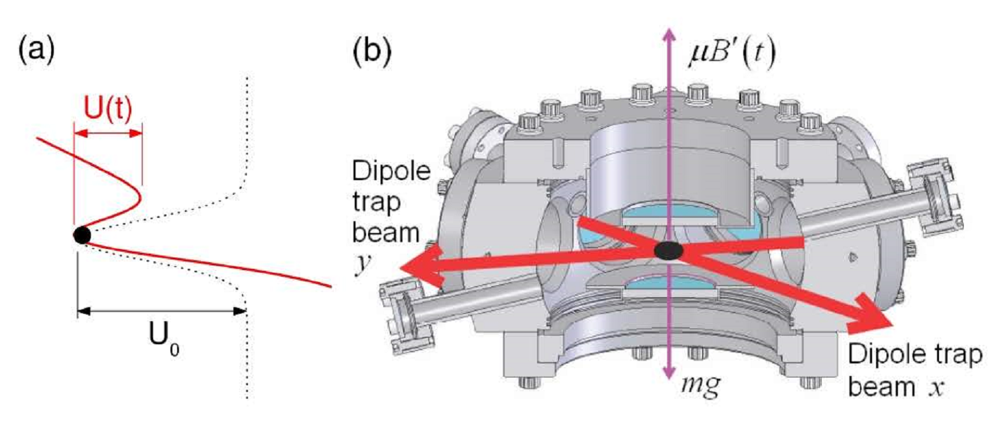 (a)
U(t)
U₀
(b)
μB′(t)
Dipole
trap
beam
y
mg
Dipole trap
beam x